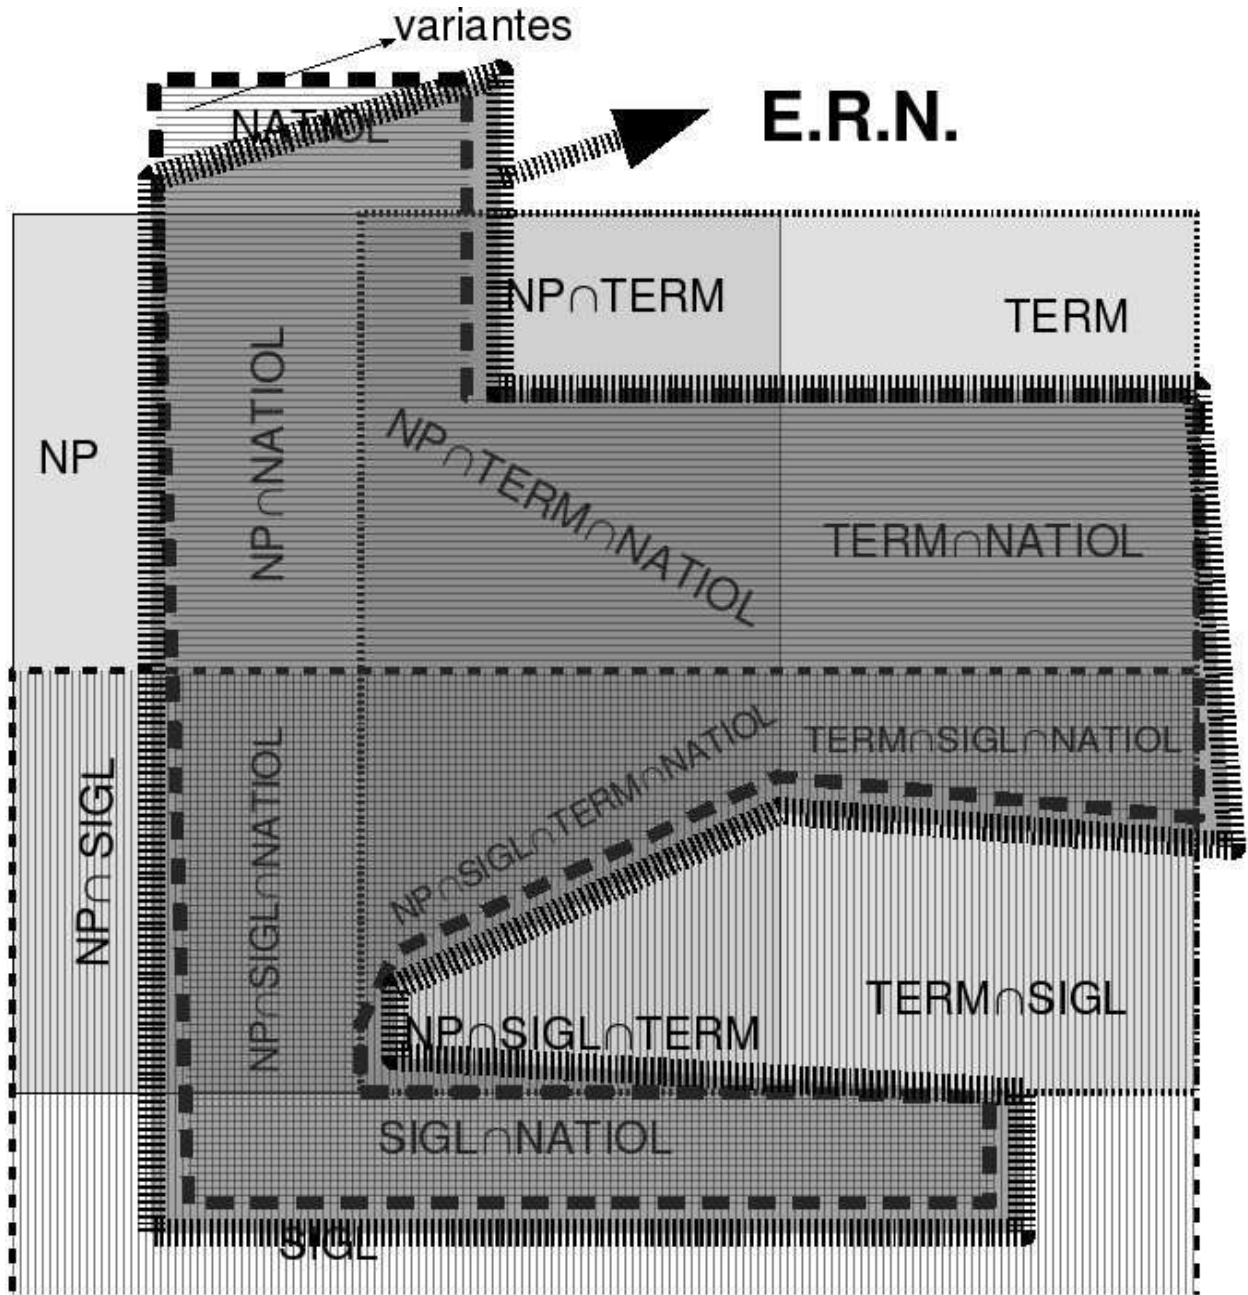 variantes
E.R.N.
NATIOL
NP∩TERM
TERM
NP∩NATIOL
NP
NP∩TERM∩NATIOL
TERM∩NATIOL
NP∩SIGL
NP∩SIGL∩NATIOL
NP∩SIGL∩TERM∩NATIOL
TERM∩SIGL∩NATIOL
TERM∩SIGL
NP∩SIGL∩TERM
SIGL∩NATIOL
SIGL